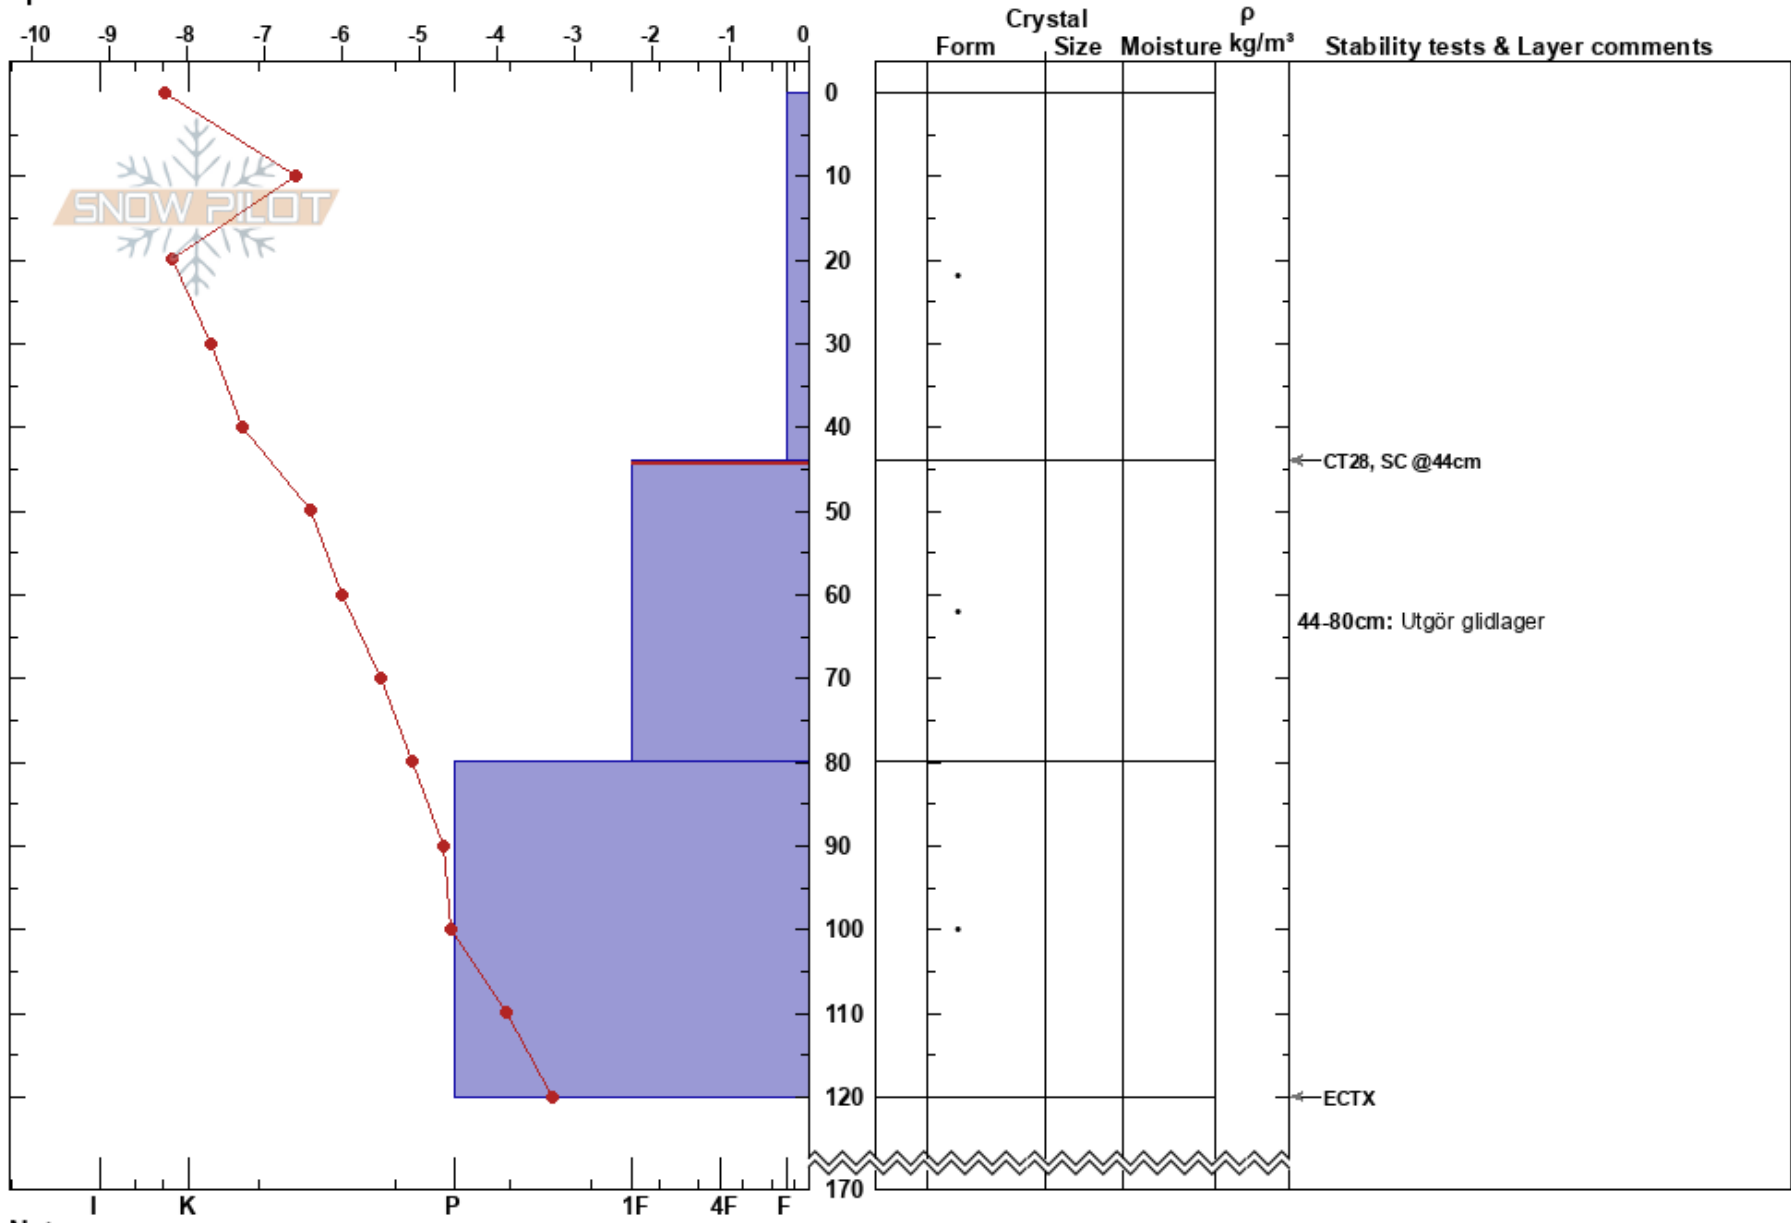 Crystal ρ
-10 -9 -8 -7 -6 -5 -4 -3 -2 -1 0 Form Size Moisture kg/m³ Stability tests & Layer comments
0
10
SNOW PILOT
20
30
40
CT28, SC @44cm
50
60
44-80cm: Utgör glidlager
70
80
90
100
110
120 ECTX
170
I K P 1F 4F F